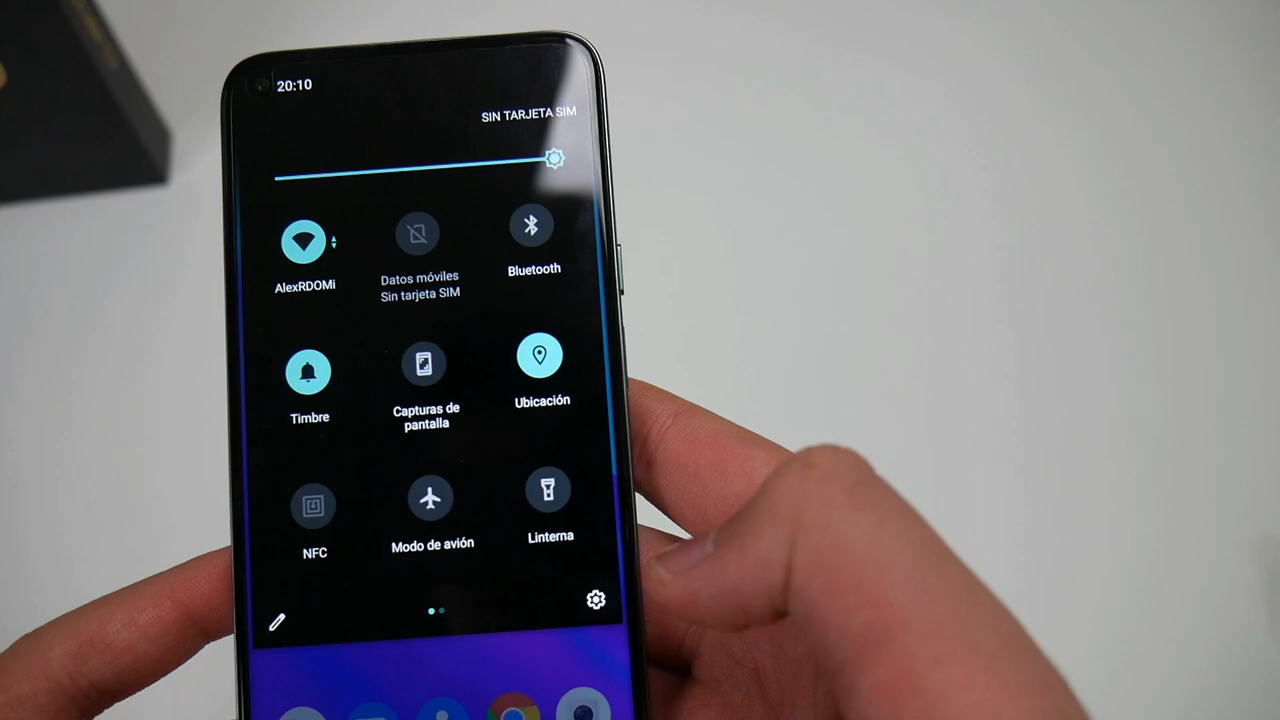 20:10
SIN TARJETA SIM
AlexRDOMi
Datos móviles
Sin tarjeta SIM
Bluetooth
Timbre
Capturas de
pantalla
Ubicación
NFC
Modo de avión
Linterna